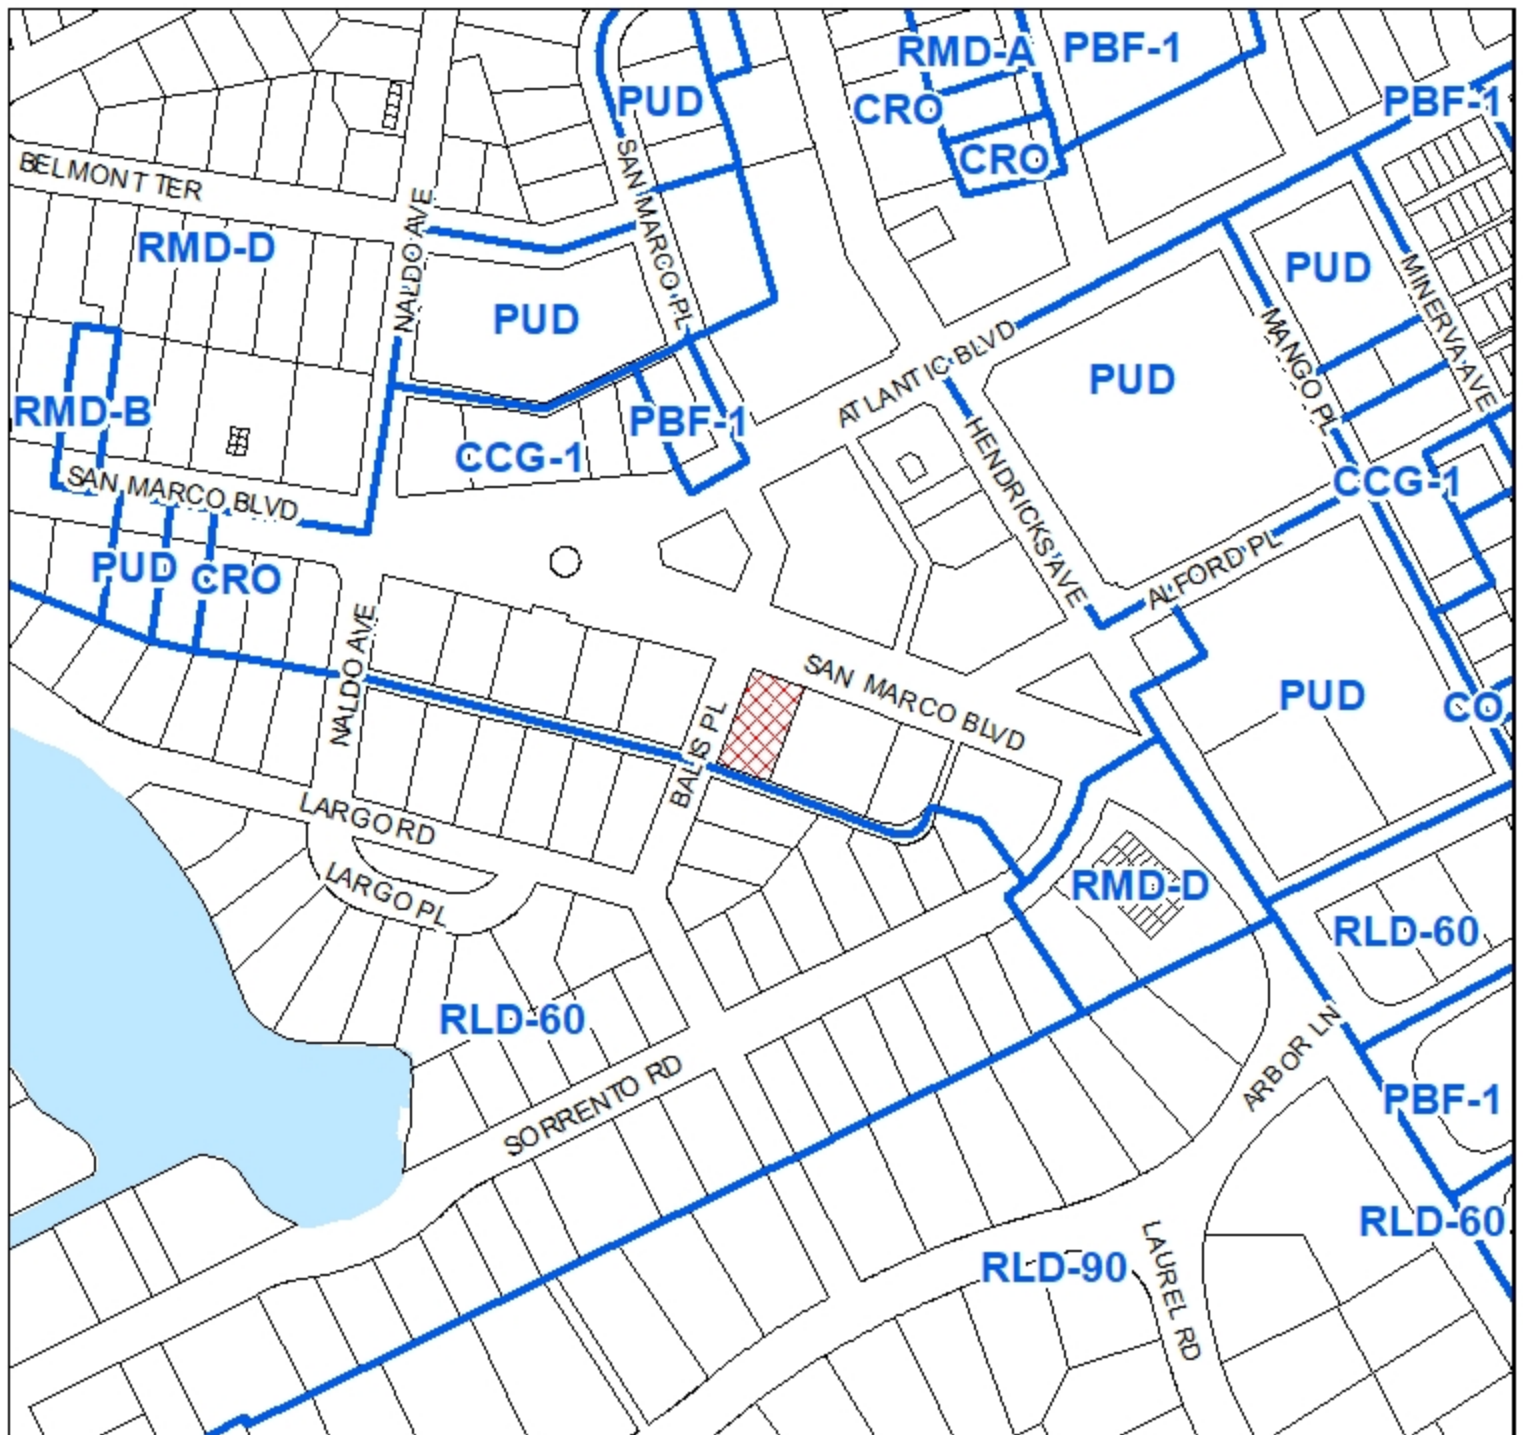 RMD-A
PBF-1
PUD
CRO
PBF-1
CRO
BELMONT TER
SAN MARCO PL
RMD-D
NALDO AVE
PUD
MINERVA AVE
PUD
MANGO PL
ATLANTIC BLVD
PUD
RMD-B
PBF-1
CCG-1
HENDRICKS AVE
CCG-1
SAN MARCO BLVD
PUD
CRO
ALFORD PL
NALDO AVE
SAN MARCO BLVD
PUD
CO
BALIS PL
LARGO RD
LARGO PL
RMD-D
RLD-60
RLD-60
ARBOR LN
SORRENTO RD
PBF-1
RLD-60
RLD-90
LAUREL RD